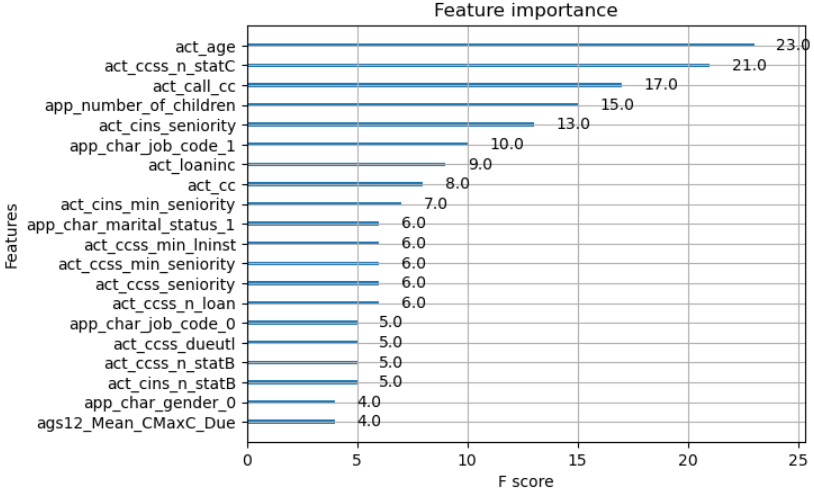 Feature importance
act_age 23.0
act_ccss_n_statC 21.0
act_call_cc 17.0
app_number_of_children 15.0
act_cins_seniority 13.0
app_char_job_code_1 10.0
act_loaninc 9.0
act_cc 8.0
act_cins_min_seniority 7.0
app_char_marital_status_1 6.0
act_ccss_min_lninst 6.0
act_ccss_min_seniority 6.0
act_ccss_seniority 6.0
act_ccss_n_loan 6.0
app_char_job_code_0 5.0
act_ccss_dueutl 5.0
act_ccss_n_statB 5.0
act_cins_n_statB 5.0
app_char_gender_0 4.0
ags12_Mean_CMaxC_Due 4.0
Features
0 5 10 15 20 25
F score